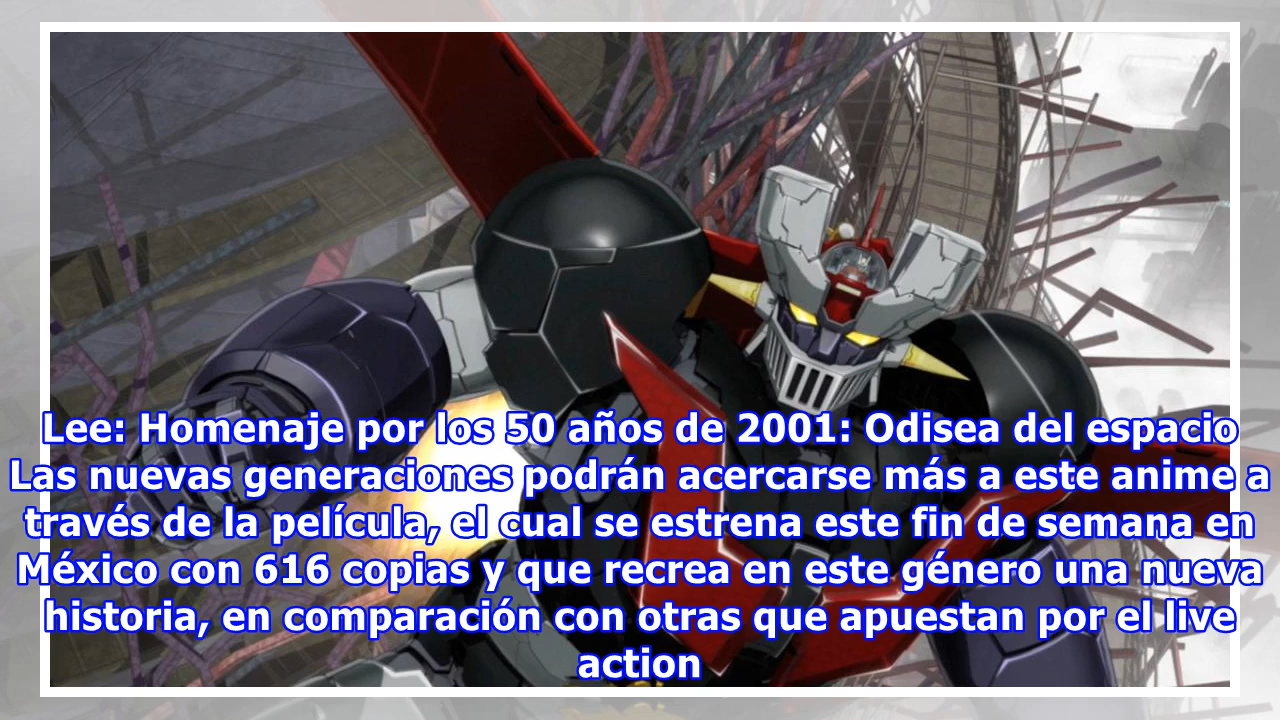 Lee: Homenaje por los 50 años de 2001: Odisea del espacio
Las nuevas generaciones podrán acercarse más a este anime a
través de la película, el cual se estrena este fin de semana en
México con 616 copias y que recrea en este género una nueva
historia, en comparación con otras que apuestan por el live
action